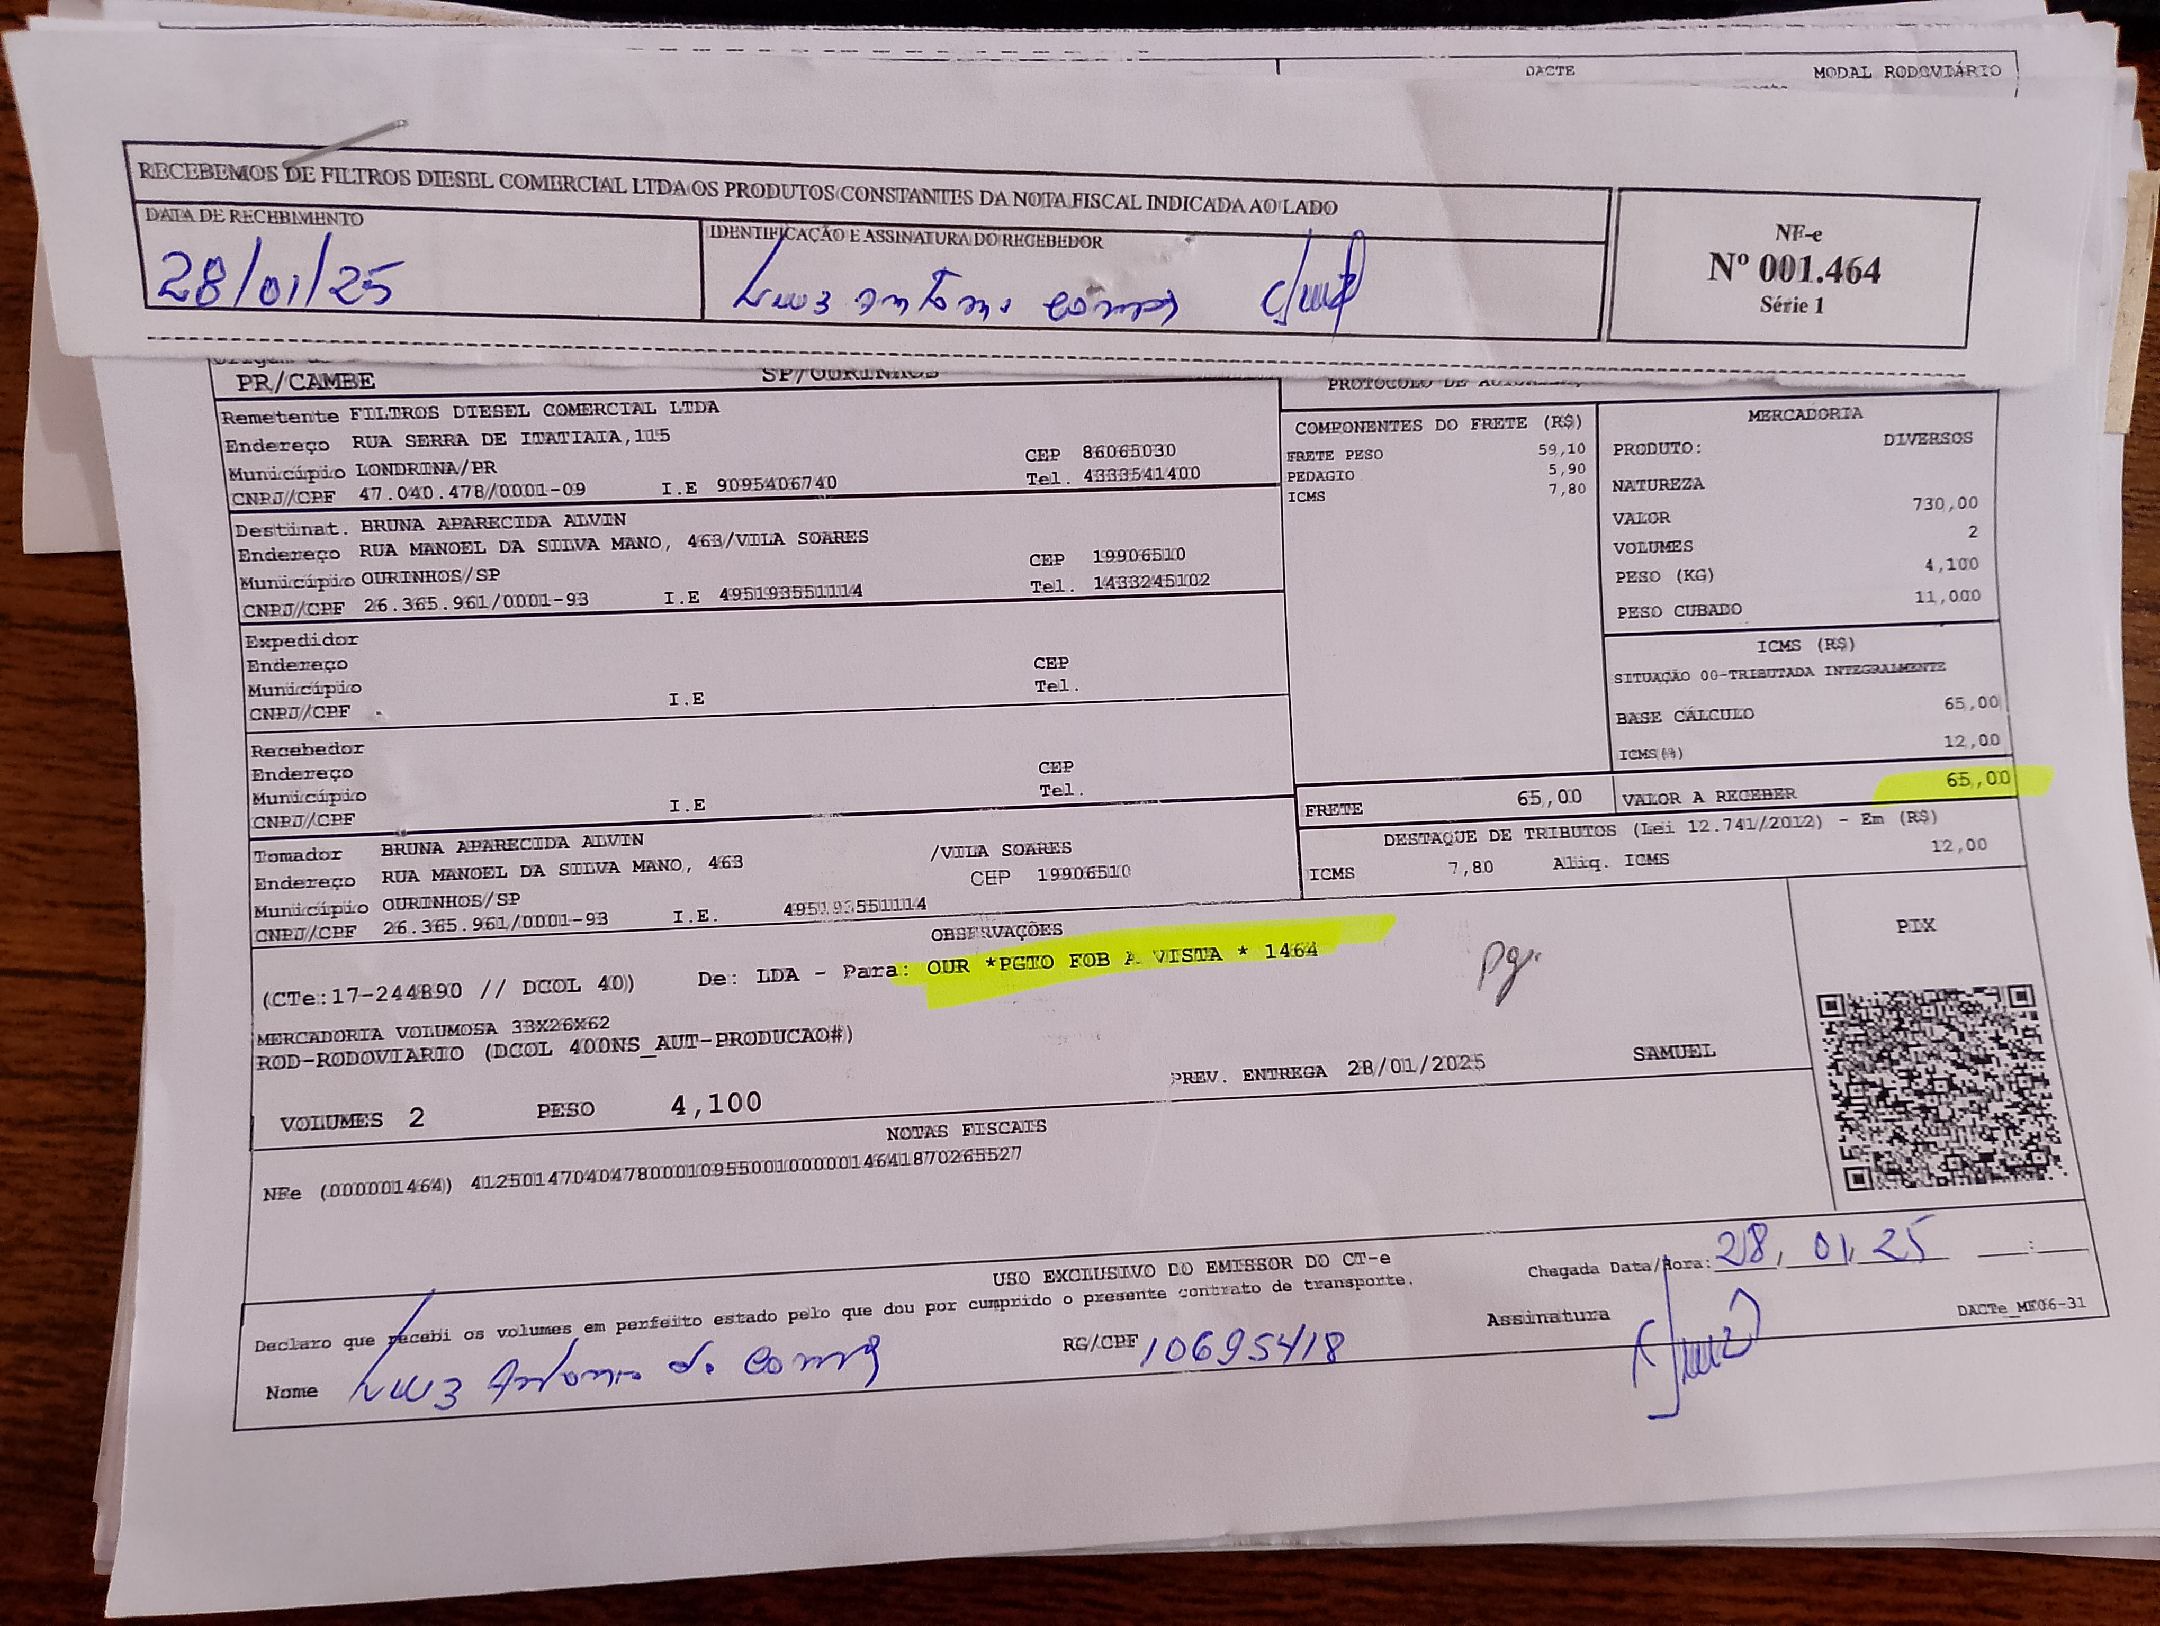 DACTE MODAL RODOVIÁRIO
RECEBEMOS DE FILTROS DIESEL COMERCIAL LTDA OS PRODUTOS CONSTANTES DA NOTA FISCAL INDICADA AO LADO
DATA DE RECEBIMENTO
28/01/25
IDENTIFICAÇÃO E ASSINATURA DO RECEBEDOR
NF-e
Nº 001.464
Série 1
PR/CAMBE SP/OURINHOS
Remetente FILTROS DIESEL COMERCIAL LTDA
Endereço RUA SERRA DE ITATIAIA,115
Município LONDRINA/PR CEP 86065030
CNPJ/CPF 47.040.478/0001-09 I.E 9095406740 Tel. 4333541400
Destinat. BRUNA APARECIDA ALVIN
Endereço RUA MANOEL DA SILVA MANO, 463/VILA SOARES
Município OURINHOS/SP CEP 19906510
CNPJ/CPF 26.365.961/0001-93 I.E 495193551114 Tel. 1433245102
Expedidor
Endereço
Município CEP
CNPJ/CPF I.E Tel.
Recebedor
Endereço
Município CEP
CNPJ/CPF I.E Tel.
Tomador BRUNA APARECIDA ALVIN
Endereço RUA MANOEL DA SILVA MANO, 463 /VILA SOARES
Município OURINHOS/SP CEP 19906510
CNPJ/CPF 26.365.961/0001-93 I.E. 495193551114
PROTOCOLO DE
COMPONENTES DO FRETE (R$)
FRETE PESO 59,10
PEDAGIO 5,90
ICMS 7,80
MERCADORIA
PRODUTO: DIVERSOS
NATUREZA
VALOR 730,00
VOLUMES 2
PESO (KG) 4,100
PESO CUBADO 11,000
ICMS (R$)
SITUAÇÃO 00-TRIBUTADA INTEGRALMENTE
BASE CÁLCULO 65,00
ICMS(%) 12,00
FRETE 65,00 VALOR A RECEBER 65,00
DESTAQUE DE TRIBUTOS (Lei 12.741/2012) - Em (R$)
ICMS 7,80 Aliq. ICMS 12,00
OBSERVAÇÕES
(CTe:17-244890 // DCOL 40) De: LDA - Para: OUR *PGTO FOB A VISTA * 1464
pg.
MERCADORIA VOLUMOSA 33X26X62
ROD-RODOVIARIO (DCOL 400NS_AUT-PRODUCAO#)
PREV. ENTREGA 28/01/2025 SAMUEL
VOLUMES 2 PESO 4,100
PIX
NOTAS FISCAIS
NFe (000001464) 41250147040478000109550010000014641870265527
USO EXCLUSIVO DO EMISSOR DO CT-e
Declaro que recebi os volumes em perfeito estado pelo que dou por cumprido o presente contrato de transporte.
Chegada Data/Hora: 28, 01, 25 :
Nome Luiz Antonio
RG/CPF 10695418
Assinatura
DACTe_ME06-31